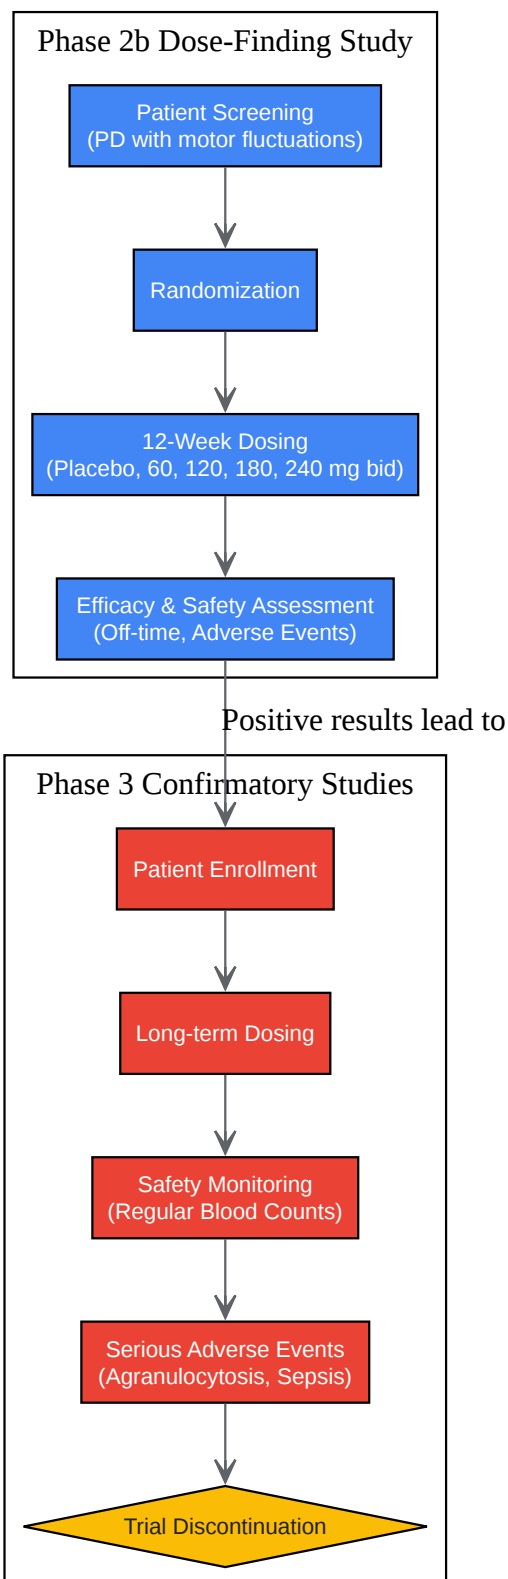 Phase 2b Dose-Finding Study
Patient Screening
(PD with motor fluctuations)
Randomization
12-Week Dosing
(Placebo, 60, 120, 180, 240 mg bid)
Efficacy & Safety Assessment
(Off-time, Adverse Events)
Positive results lead to
Phase 3 Confirmatory Studies
Patient Enrollment
Long-term Dosing
Safety Monitoring
(Regular Blood Counts)
Serious Adverse Events
(Agranulocytosis, Sepsis)
Trial Discontinuation